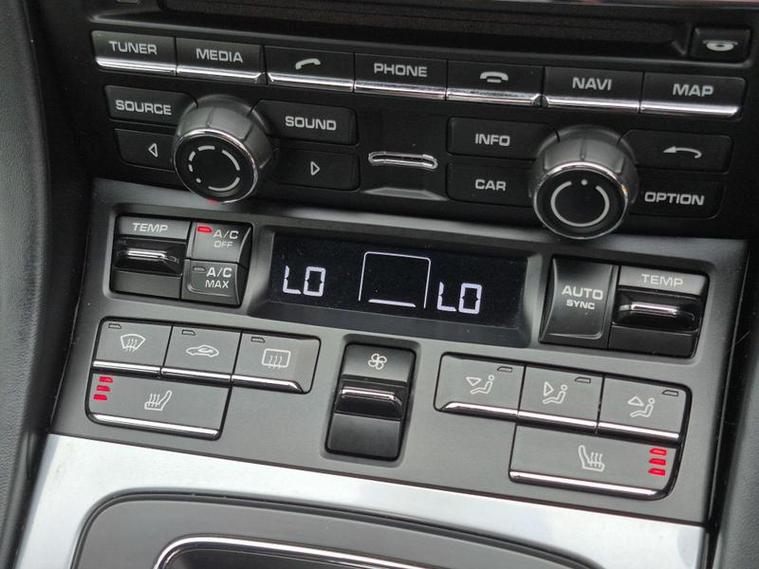 TUNER
MEDIA
PHONE
NAVI
MAP
SOURCE
SOUND
INFO
CAR
OPTION
TEMP
A/C
OFF
A/C
MAX
LO
LO
AUTO
SYNC
TEMP